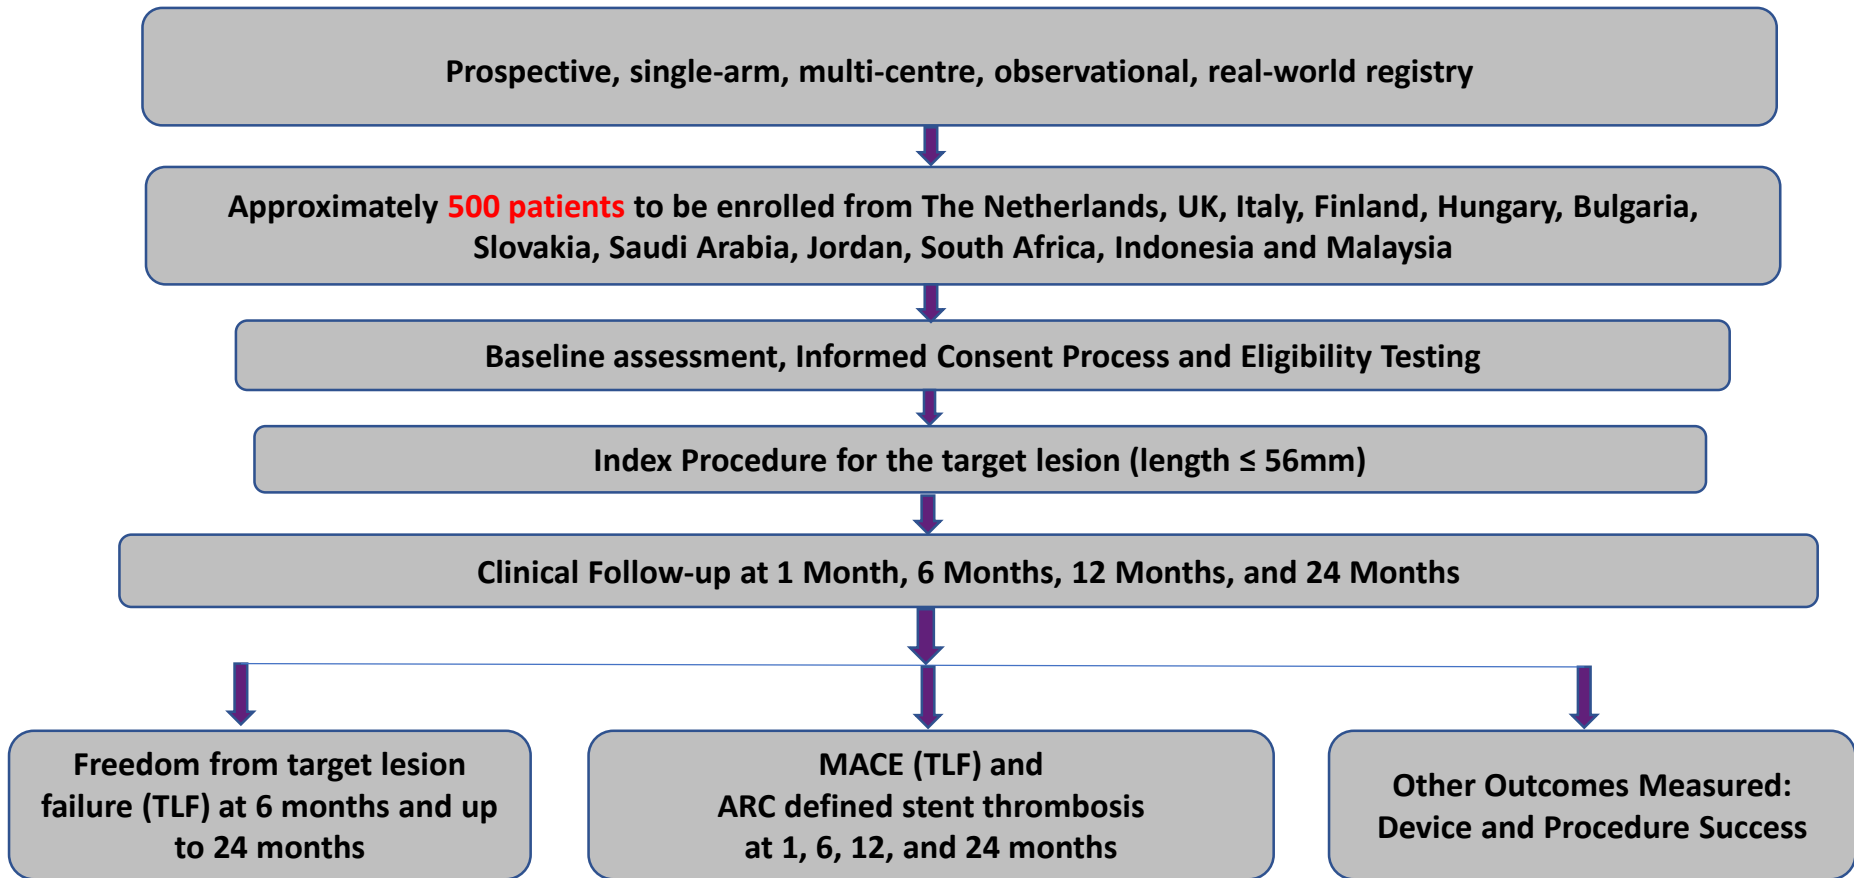 Prospective, single-arm, multi-centre, observational, real-world registry
Approximately 500 patients to be enrolled from The Netherlands, UK, Italy, Finland, Hungary, Bulgaria,
Slovakia, Saudi Arabia, Jordan, South Africa, Indonesia and Malaysia
Baseline assessment, Informed Consent Process and Eligibility Testing
Index Procedure for the target lesion (length ≤ 56mm)
Clinical Follow-up at 1 Month, 6 Months, 12 Months, and 24 Months
Freedom from target lesion
failure (TLF) at 6 months and up
to 24 months
MACE (TLF) and
ARC defined stent thrombosis
at 1, 6, 12, and 24 months
Other Outcomes Measured:
Device and Procedure Success